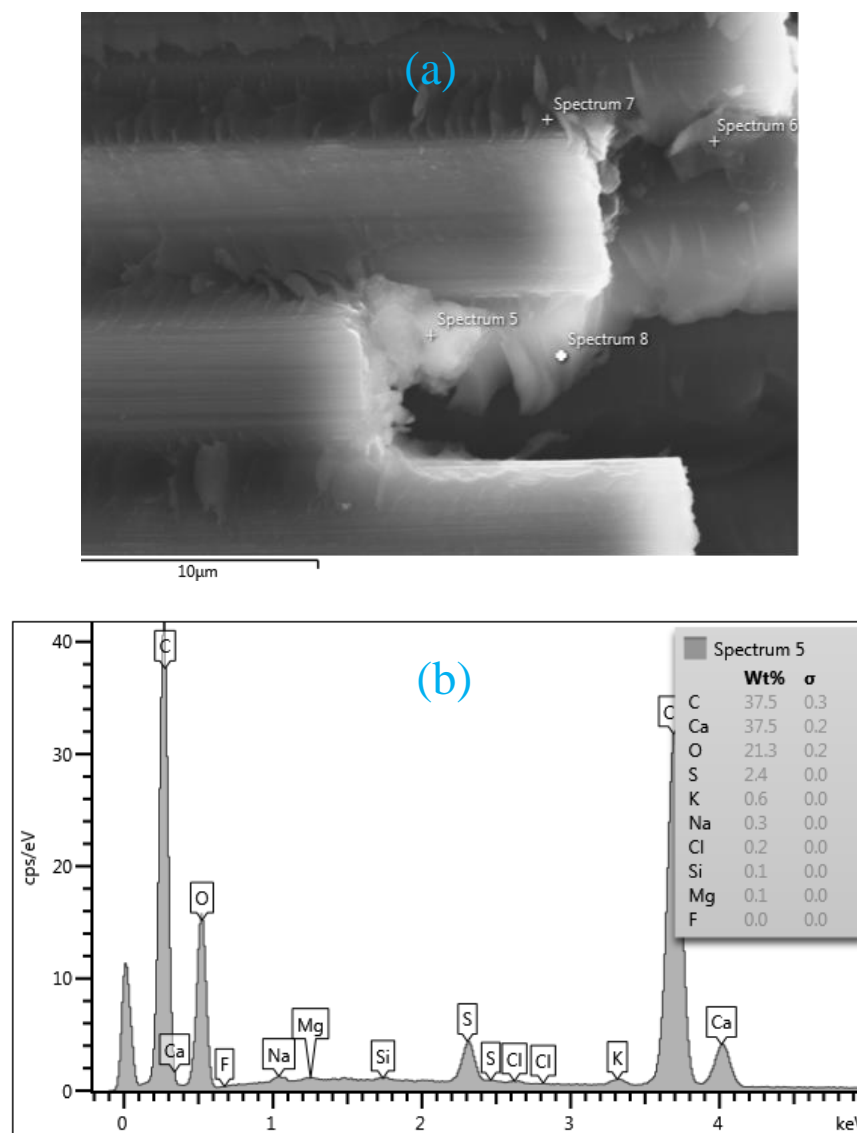 (a)
Spectrum 7
Spectrum 6
Spectrum 5
Spectrum 8
10µm
(b)
cps/eV
40
30
20
10
0
C
Ca
O
F
Na
Mg
Si
S
S
Cl
Cl
K
Ca
0
1
2
3
4
Spectrum 5
Wt% σ
C 37.5 0.3
Ca 37.5 0.2
O 21.3 0.2
S 2.4 0.0
K 0.6 0.0
Na 0.3 0.0
Cl 0.2 0.0
Si 0.1 0.0
Mg 0.1 0.0
F 0.0 0.0